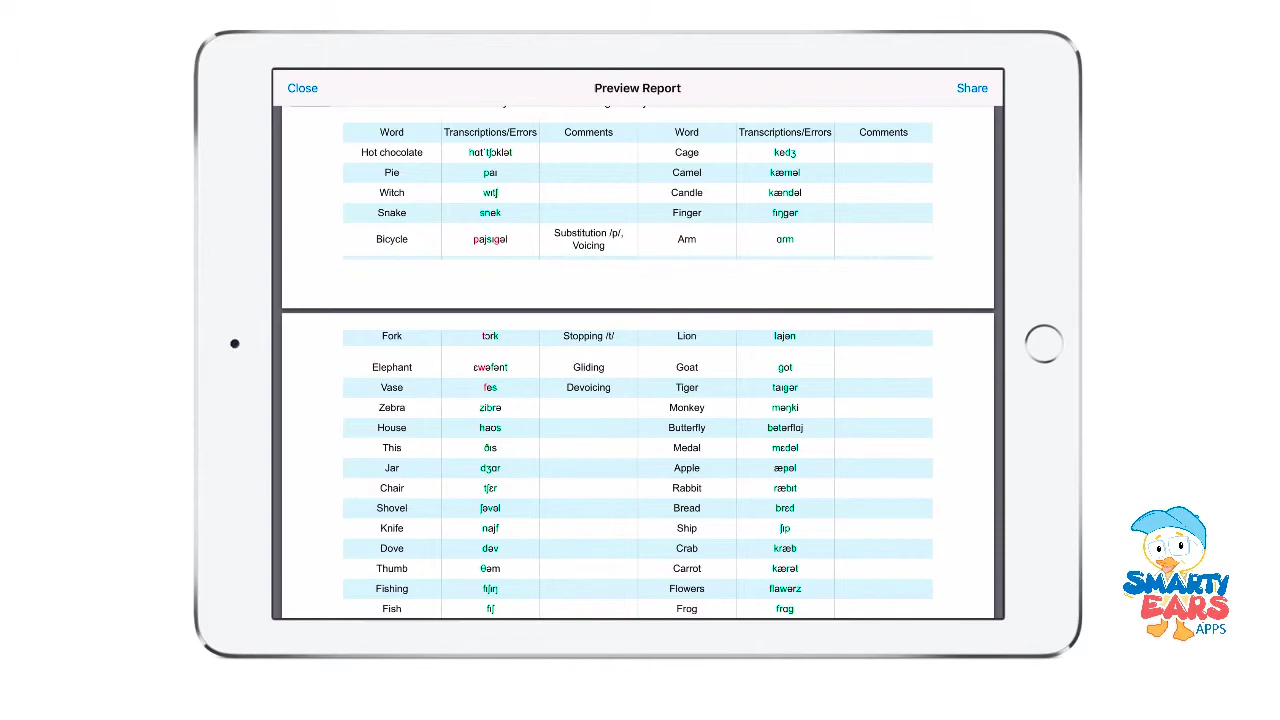 Close Preview Report Share
Word Transcriptions/Errors Comments Word Transcriptions/Errors Comments
Hot chocolate hɑtˈtʃɔklət Cage kedʒ
Pie paɪ Camel kæməl
Witch wɪtʃ Candle kændəl
Snake snek Finger fɪŋgər
Bicycle pajsɪgəl Substitution /p/, Voicing Arm ɑrm
Fork tɔrk Stopping /t/ Lion lajən
Elephant ɛwəfənt Gliding Goat got
Vase fes Devoicing Tiger taɪgər
Zebra zibrə Monkey məŋki
House haʊs Butterfly bətərflaj
This ðɪs Medal mɛdəl
Jar dʒɑr Apple æpəl
Chair tʃɛr Rabbit ræbɪt
Shovel ʃəvəl Bread brɛd
Knife najf Ship ʃɪp
Dove dəv Crab kræb
Thumb θəm Carrot kærət
Fishing fɪʃɪŋ Flowers flawərz
Fish fɪʃ Frog frɑg
SMARTY
EARS
APPS